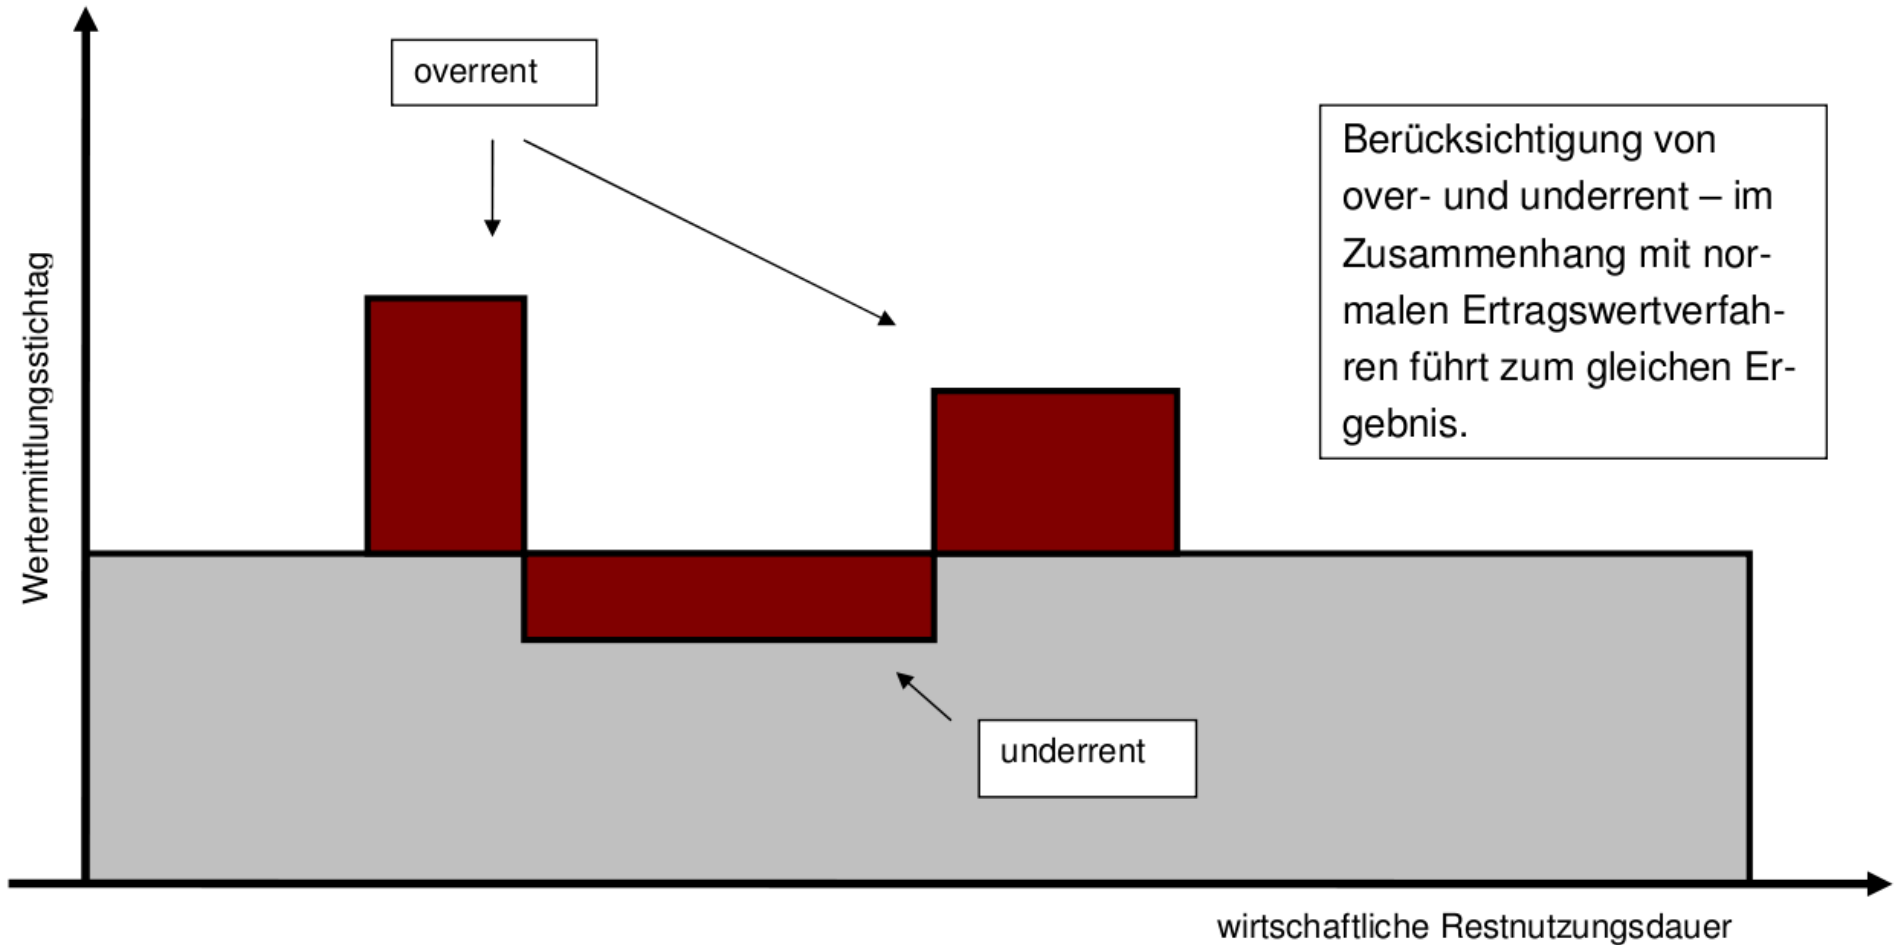 overrent
Berücksichtigung von
over- und underrent – im
Zusammenhang mit nor-
malen Ertragswertverfah-
ren führt zum gleichen Er-
gebnis.
Wertermittlungsstichtag
underrent
wirtschaftliche Restnutzungsdauer